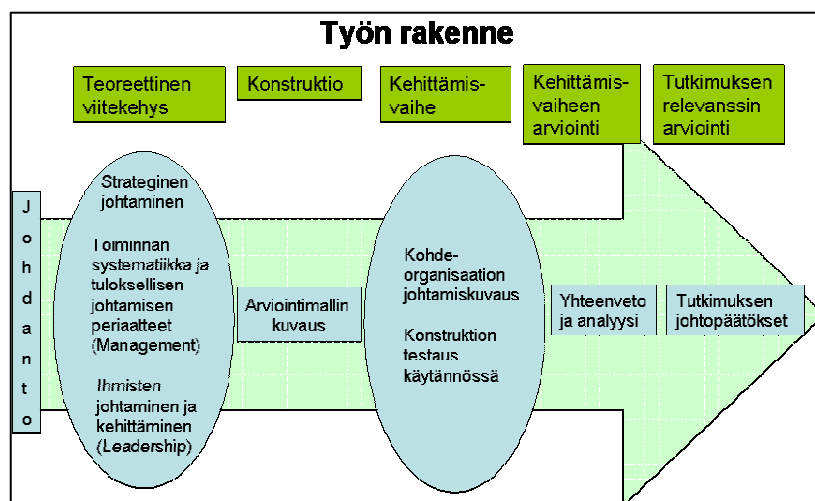 Työn rakenne
Teoreettinen
viitekehys
Konstruktio
Kehittämis-
vaihe
Kehittämis-
vaiheen
arviointi
Tutkimuksen
relevanssin
arviointi
Johdanto
Strateginen
johtaminen
Toiminnan
systematiikka ja
tuloksellisen
johtamisen
periaatteet
(Management)
Ihmisten
johtaminen ja
kehittäminen
(Leadership)
Arviointimallin
kuvaus
Kohde-
organisaation
johtamiskuvaus
Konstruktion
testaus
käytännössä
Yhteenveto
ja analyysi
Tutkimuksen
johtopäätökset